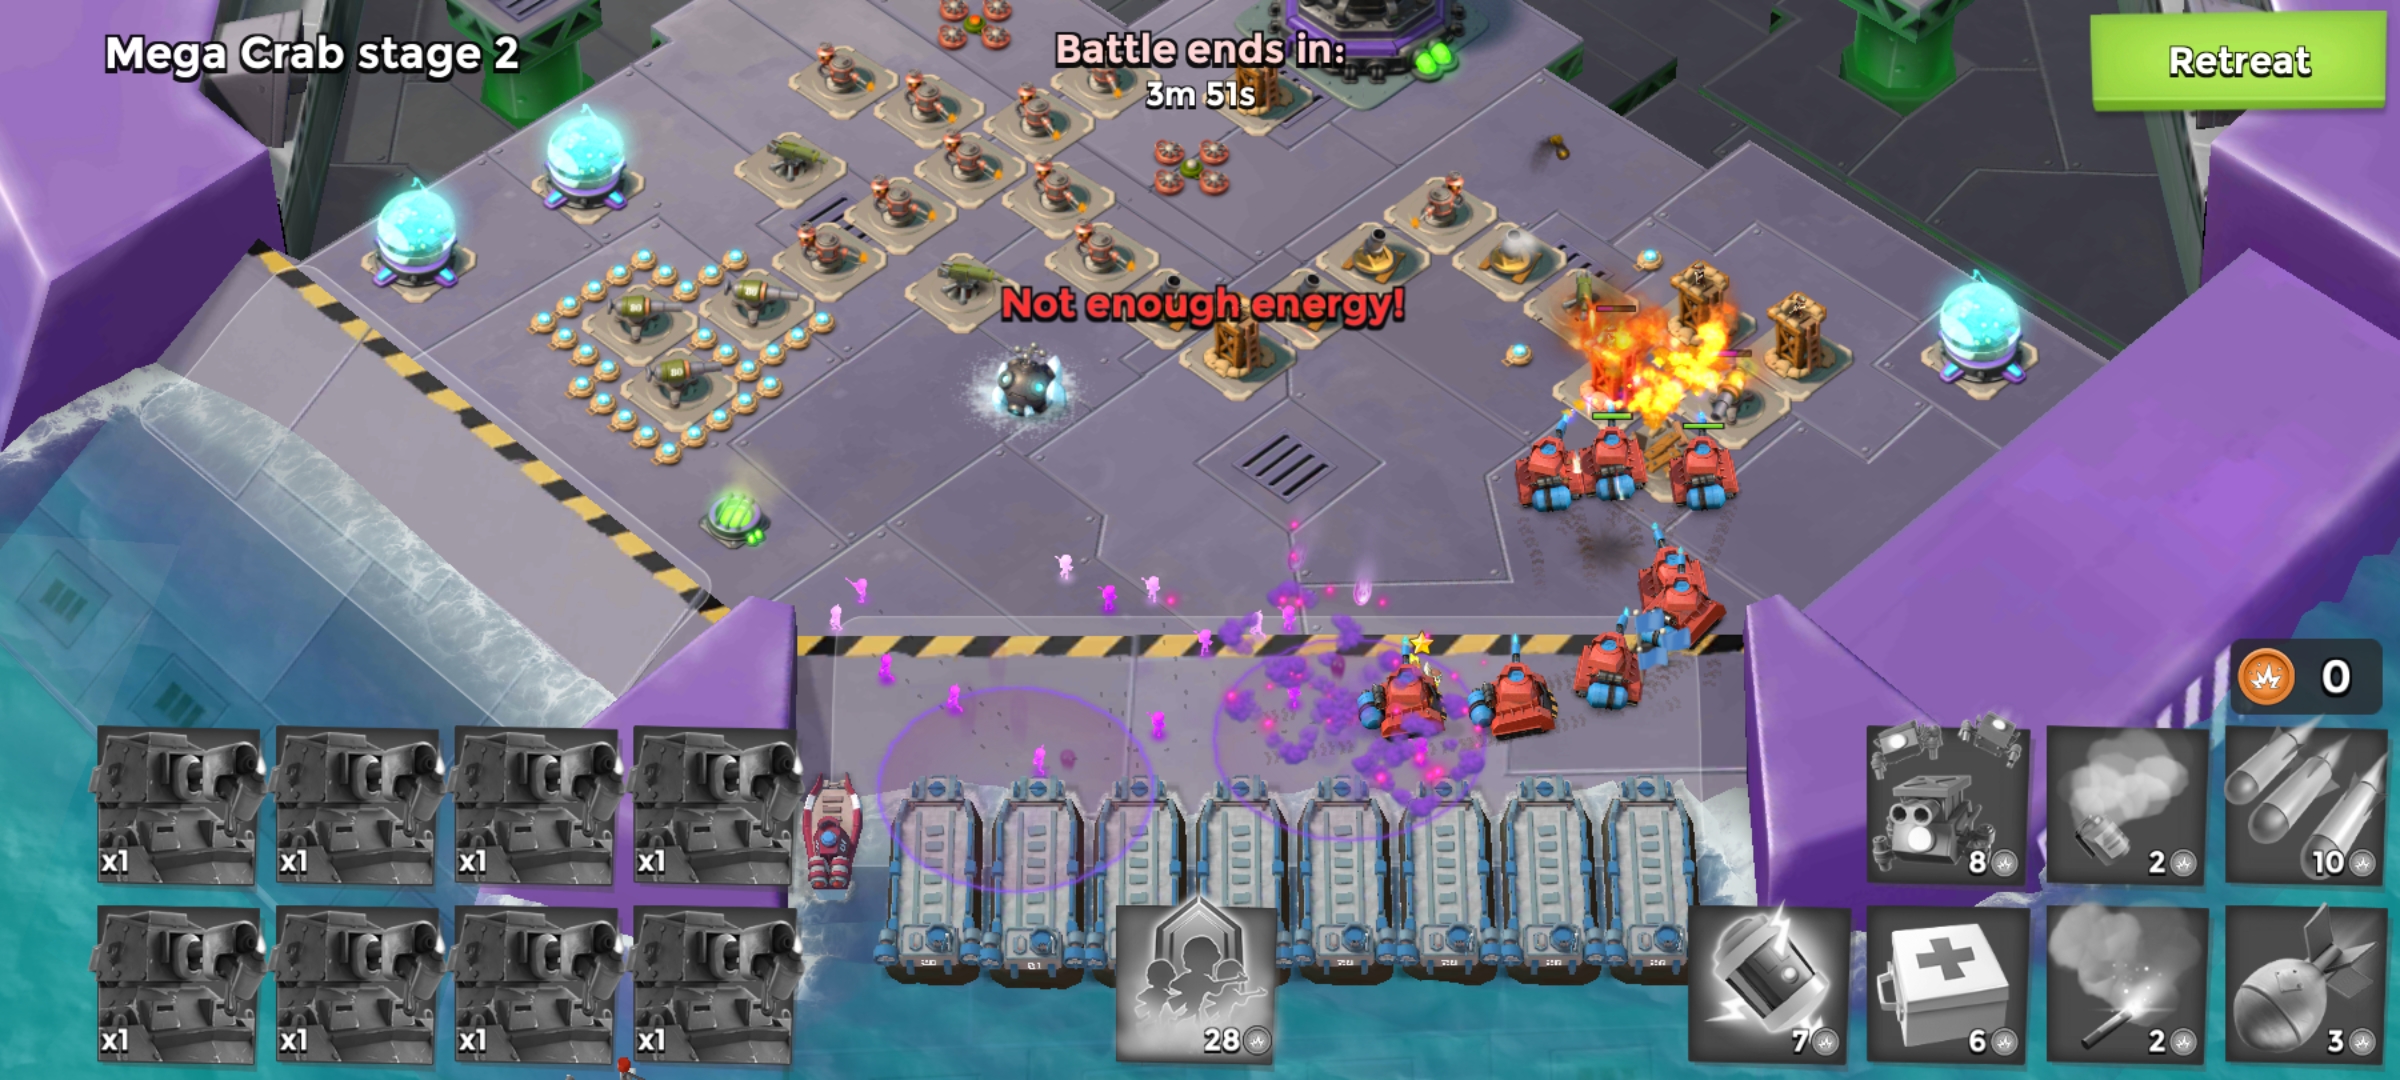 Mega Crab stage 2
Battle ends in:
3m 51s
Retreat
Not enough energy!
0
x1
x1
x1
x1
8
2
10
x1
x1
x1
x1
28
7
6
2
3